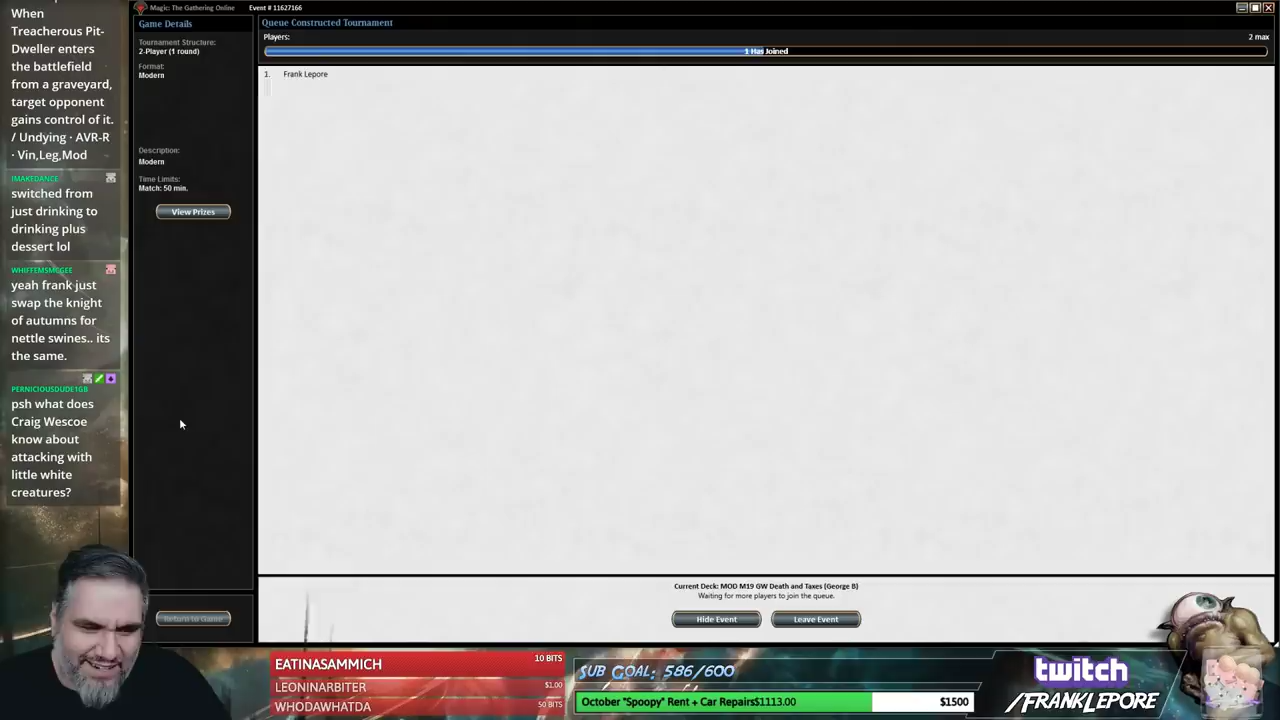 When
Treacherous Pit-
Dweller enters
the battlefield
from a graveyard,
target opponent
gains control of it.
/ Undying · AVR-R
· Vin,Leg,Mod
IMAKEDANCE
switched from
just drinking to
drinking plus
dessert lol
WHIFFEMSMCGEE
yeah frank just
swap the knight
of autumns for
nettle swines.. its
the same.
PERNICIOUSDUDE1GB
psh what does
Craig Wescoe
know about
attacking with
little white
creatures?
Magic: The Gathering Online Event # 11627166
Game Details
Tournament Structure:
2-Player (1 round)
Format:
Modern
Description:
Modern
Time Limits:
Match: 50 min.
View Prizes
Return to Game
Queue Constructed Tournament
Players: 2 max
1 Has Joined
1. Frank Lepore
Current Deck: MOD M19 GW Death and Taxes (George B)
Waiting for more players to join the queue.
Hide Event Leave Event
EATINASAMMICH 10 BITS
LEONINARBITER $1.00
WHODAWHATDA 50 BITS
SUB GOAL: 586/600
October "Spoopy" Rent + Car Repairs$1113.00 $1500
twitch
/FRANKLEPORE